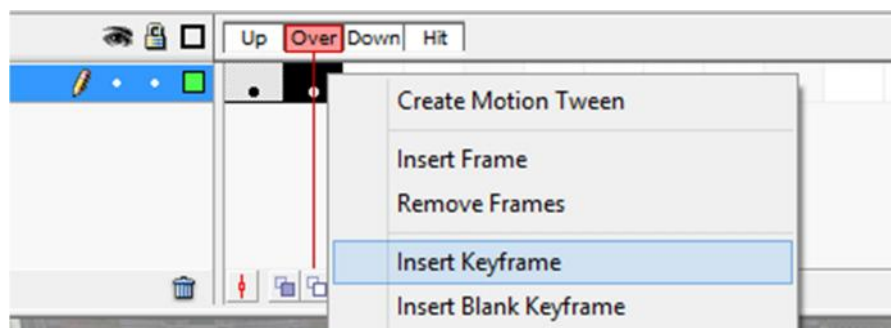 Up Over Down Hit
Create Motion Tween
Insert Frame
Remove Frames
Insert Keyframe
Insert Blank Keyframe